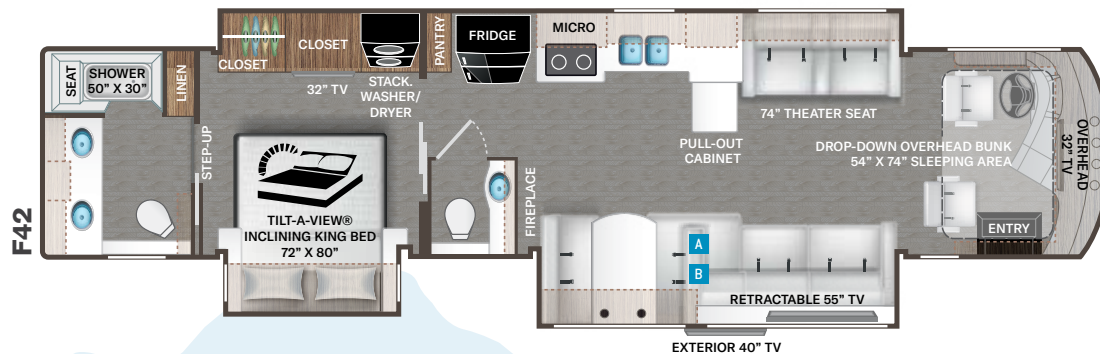 F42
SEAT
SHOWER
50" X 30"
LINEN
STEP-UP
CLOSET
CLOSET
32" TV
STACK.
WASHER/
DRYER
PANTRY
FRIDGE
MICRO
PULL-OUT
CABINET
74" THEATER SEAT
DROP-DOWN OVERHEAD BUNK
54" X 74" SLEEPING AREA
OVERHEAD
32" TV
ENTRY
TILT-A-VIEW®
INCLINING KING BED
72" X 80"
FIREPLACE
A
B
RETRACTABLE 55" TV
EXTERIOR 40" TV